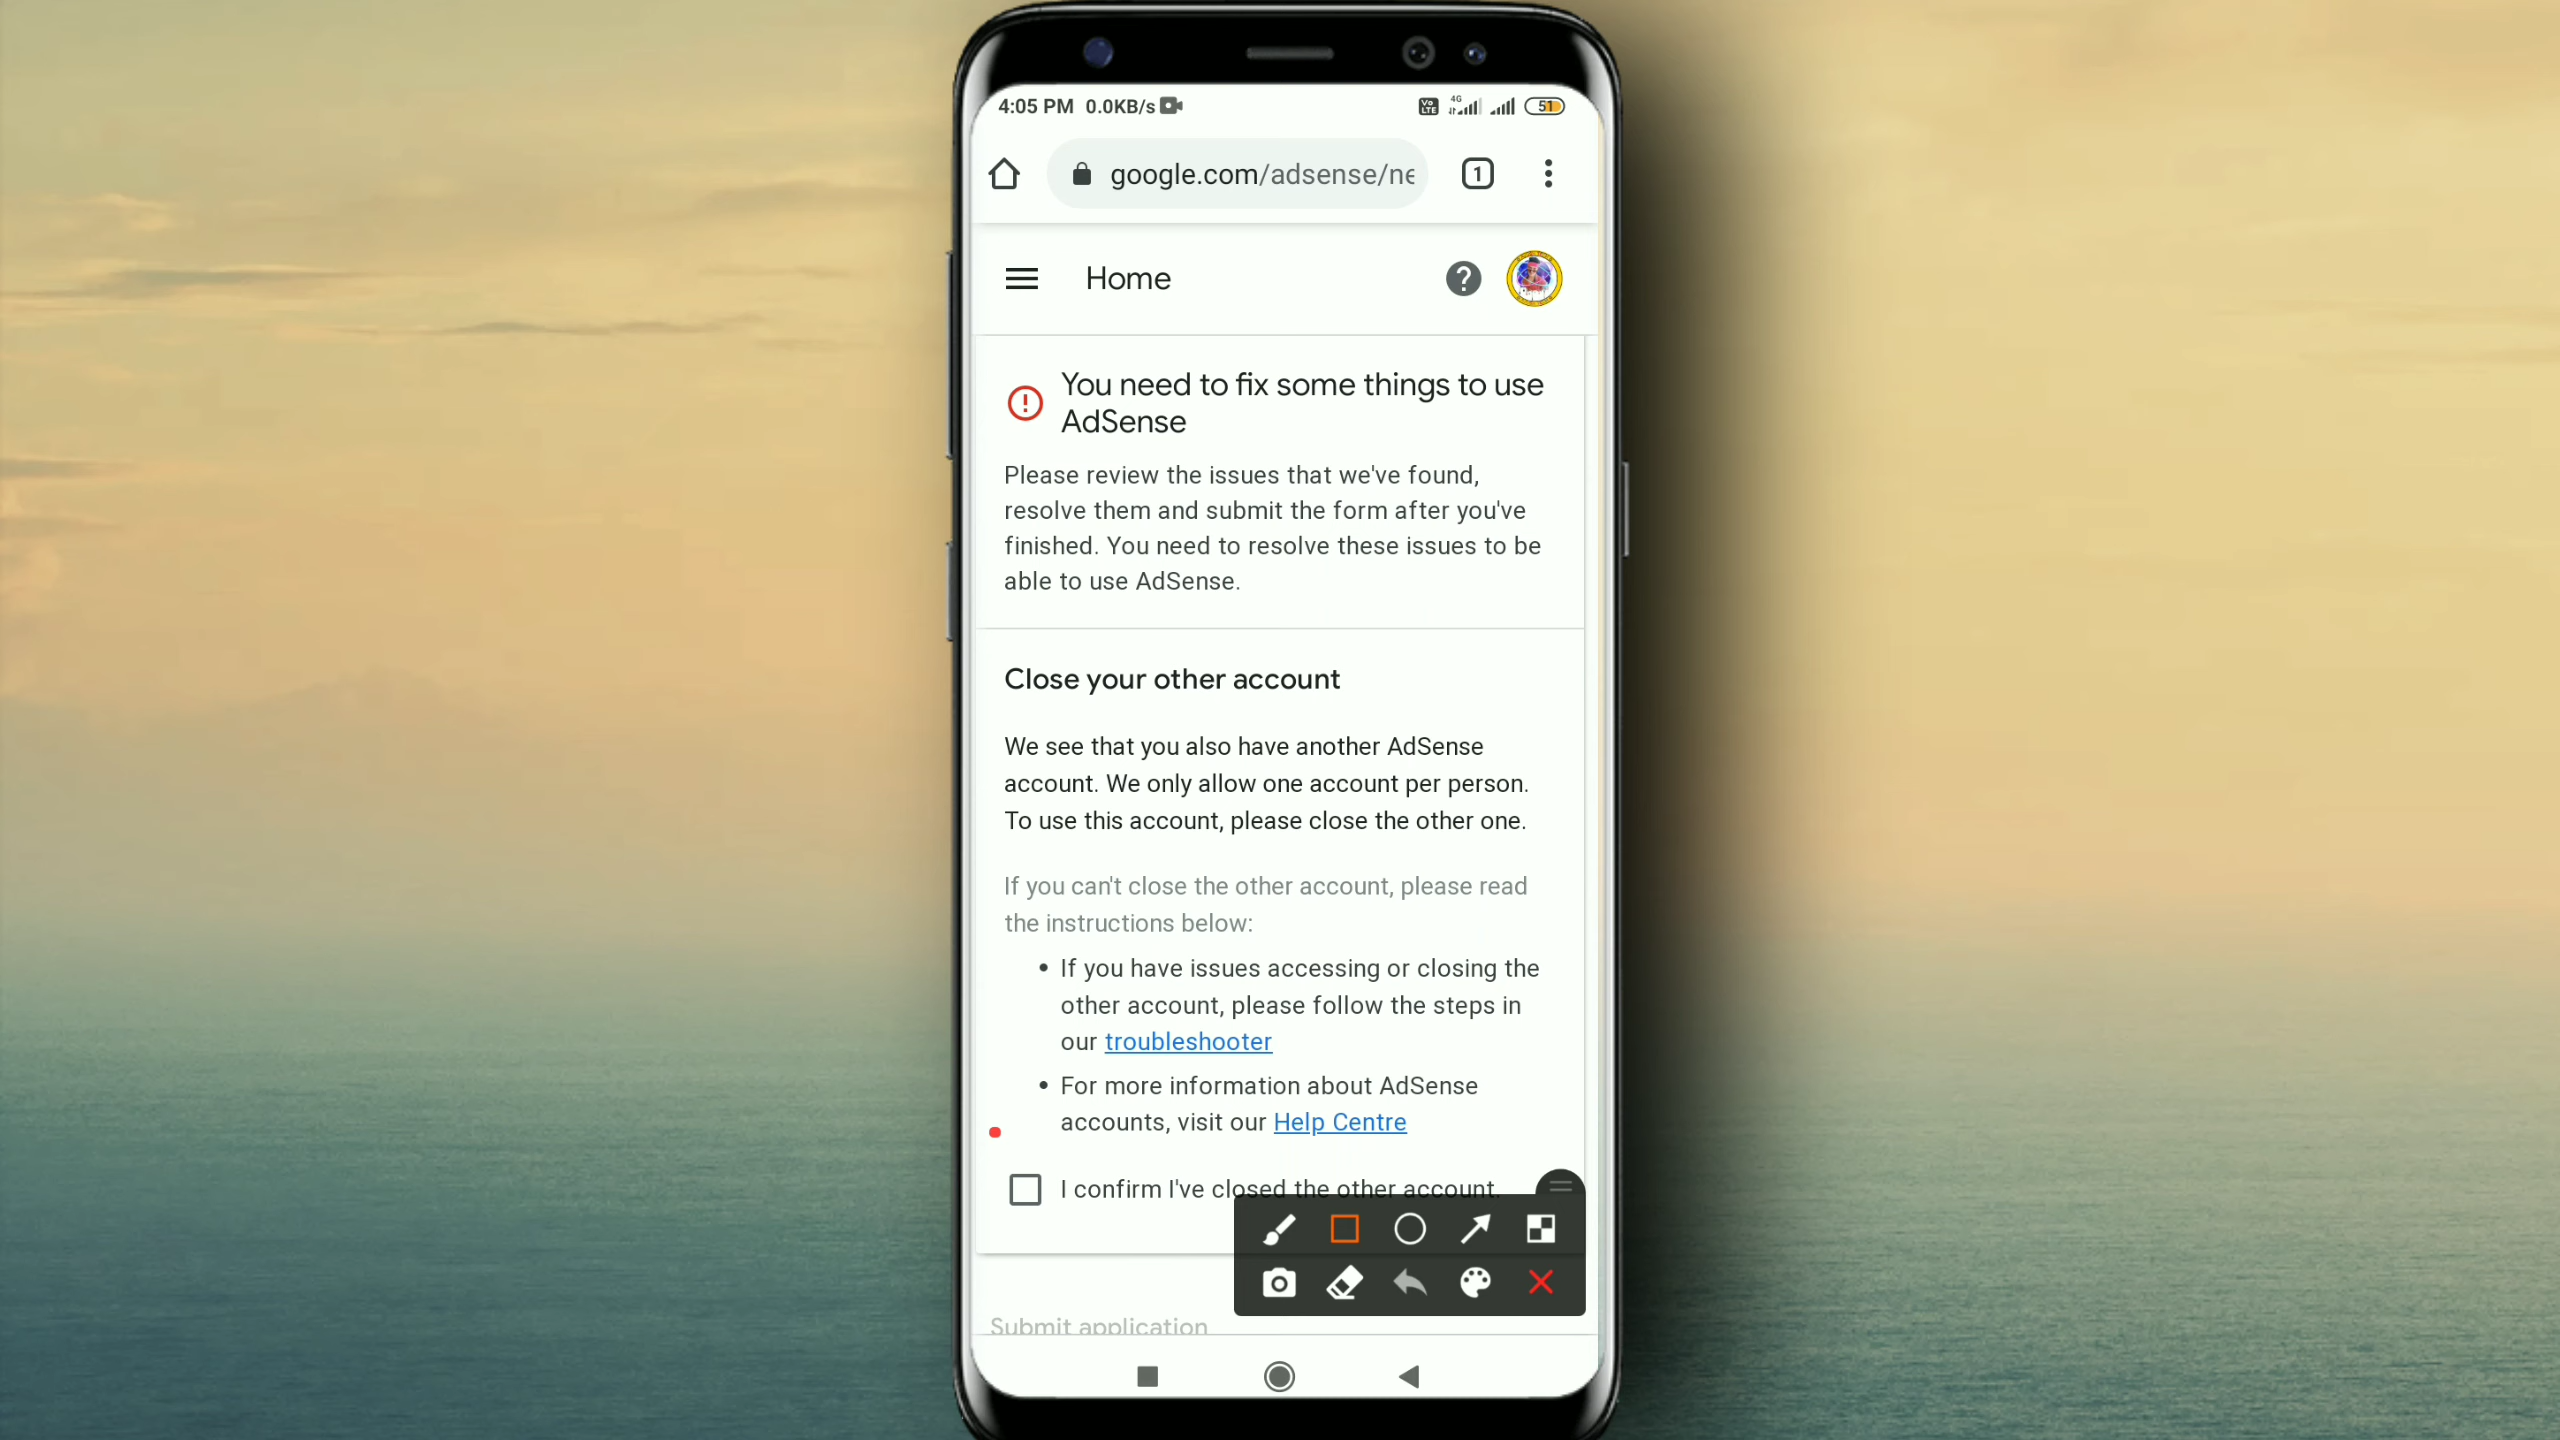 4:05 PM 0.0KB/s Vo LTE 4G 51
google.com/adsense/ne 1
Home
You need to fix some things to use
AdSense
Please review the issues that we've found,
resolve them and submit the form after you've
finished. You need to resolve these issues to be
able to use AdSense.
Close your other account
We see that you also have another AdSense
account. We only allow one account per person.
To use this account, please close the other one.
If you can't close the other account, please read
the instructions below:
• If you have issues accessing or closing the
other account, please follow the steps in
our troubleshooter
• For more information about AdSense
accounts, visit our Help Centre
I confirm I've closed the other account.
Submit application